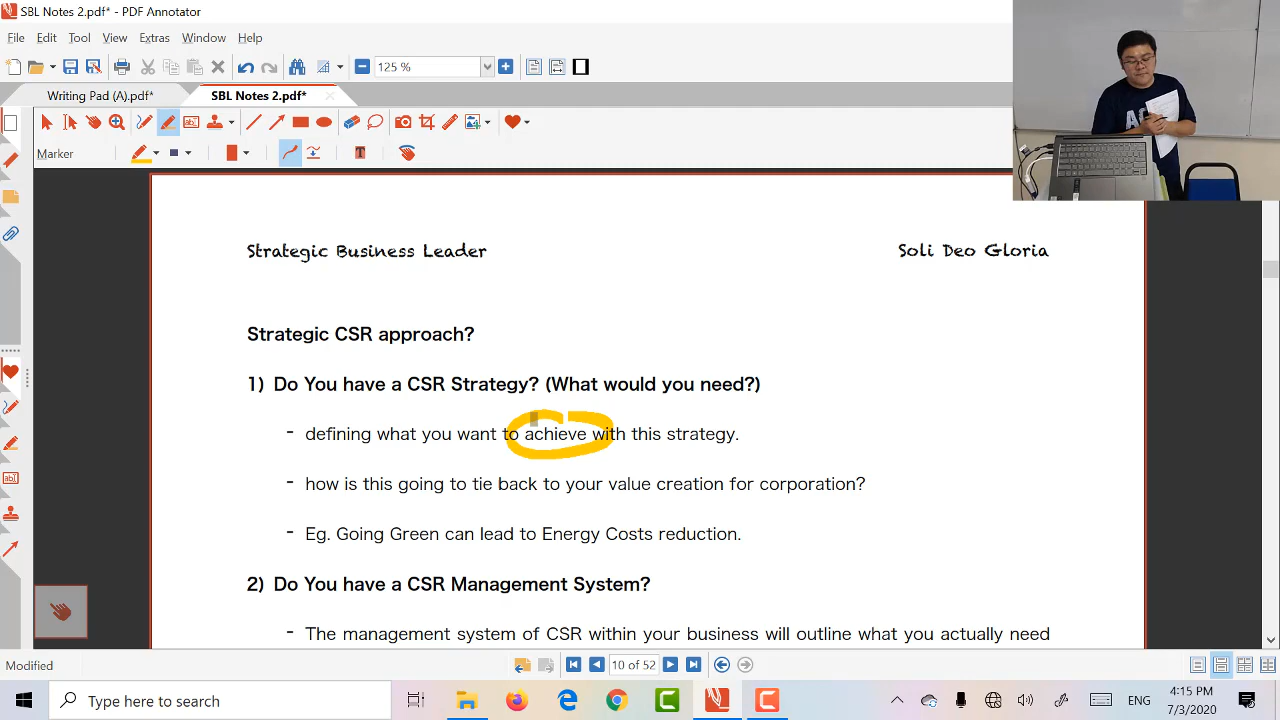 SBL Notes 2.pdf* - PDF Annotator
File Edit Tool View Extras Window Help
125 %
Writing Pad (A).pdf* SBL Notes 2.pdf*
Marker
Strategic Business Leader Soli Deo Gloria
Strategic CSR approach?
1) Do You have a CSR Strategy? (What would you need?)
- defining what you want to achieve with this strategy.
- how is this going to tie back to your value creation for corporation?
- Eg. Going Green can lead to Energy Costs reduction.
2) Do You have a CSR Management System?
- The management system of CSR within your business will outline what you actually need
Modified 10 of 52
Type here to search
ENG 4:15 PM
7/3/2020